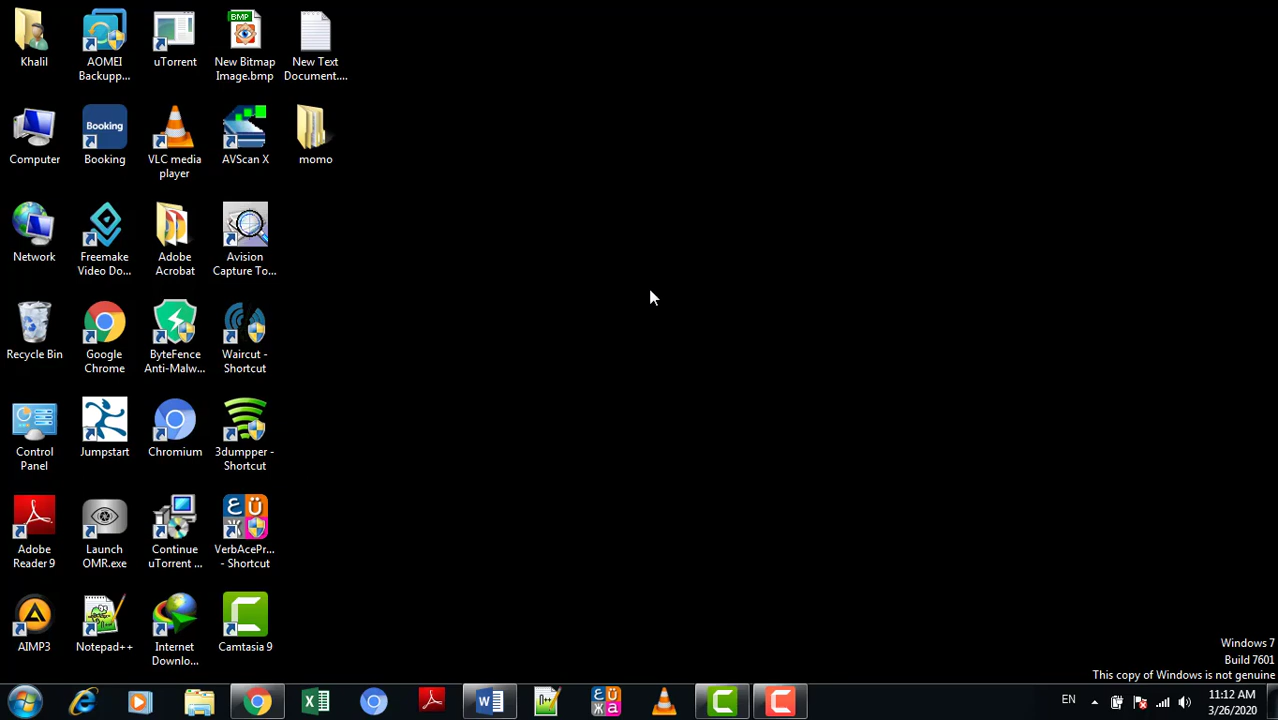 Khalil
AOMEI
Backupp...
uTorrent
New Bitmap
Image.bmp
New Text
Document....
BMP
Computer
Booking
Booking
VLC media
player
AVScan X
momo
Network
Freemake
Video Do...
Adobe
Acrobat
Avision
Capture To...
Recycle Bin
Google
Chrome
ByteFence
Anti-Malw...
Waircut -
Shortcut
Control
Panel
Jumpstart
Chromium
3dumpper -
Shortcut
Adobe
Reader 9
Launch
OMR.exe
Continue
uTorrent ...
ع Ü
Ж
VerbAcePr...
- Shortcut
AIMP3
Notepad++
Internet
Downlo...
Camtasia 9
Windows 7
Build 7601
This copy of Windows is not genuine
EN
11:12 AM
3/26/2020